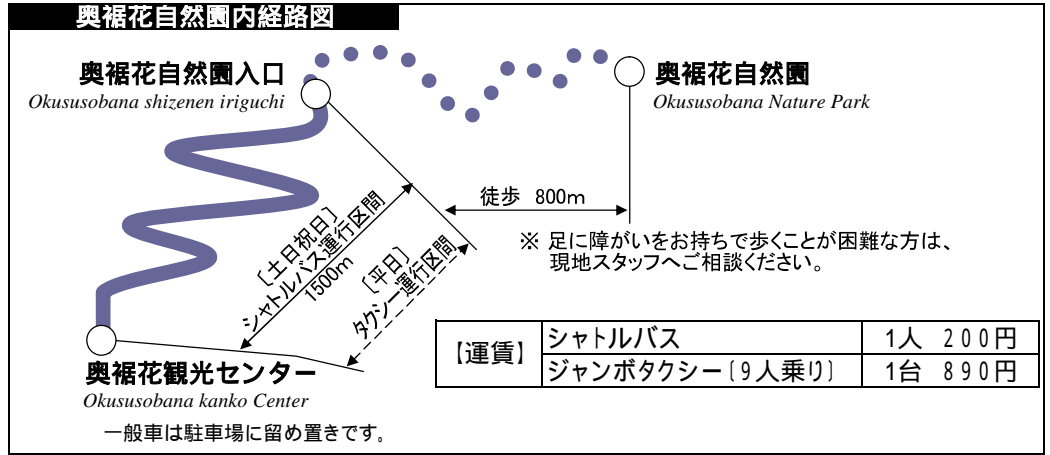 奥裾花自然園内経路図
奥裾花自然園入口
Okususobana shizenen iriguchi
奥裾花自然園
Okususobana Nature Park
徒歩 800m
※ 足に障がいをお持ちで歩くことが困難な方は、
現地スタッフへご相談ください。
〔土日祝日〕
シャトルバス運行区間
1500m
〔平日〕
タクシー運行区間
【運賃】
シャトルバス 1人 200円
ジャンボタクシー〔9人乗り〕 1台 890円
奥裾花観光センター
Okususobana kanko Center
一般車は駐車場に留め置きです。